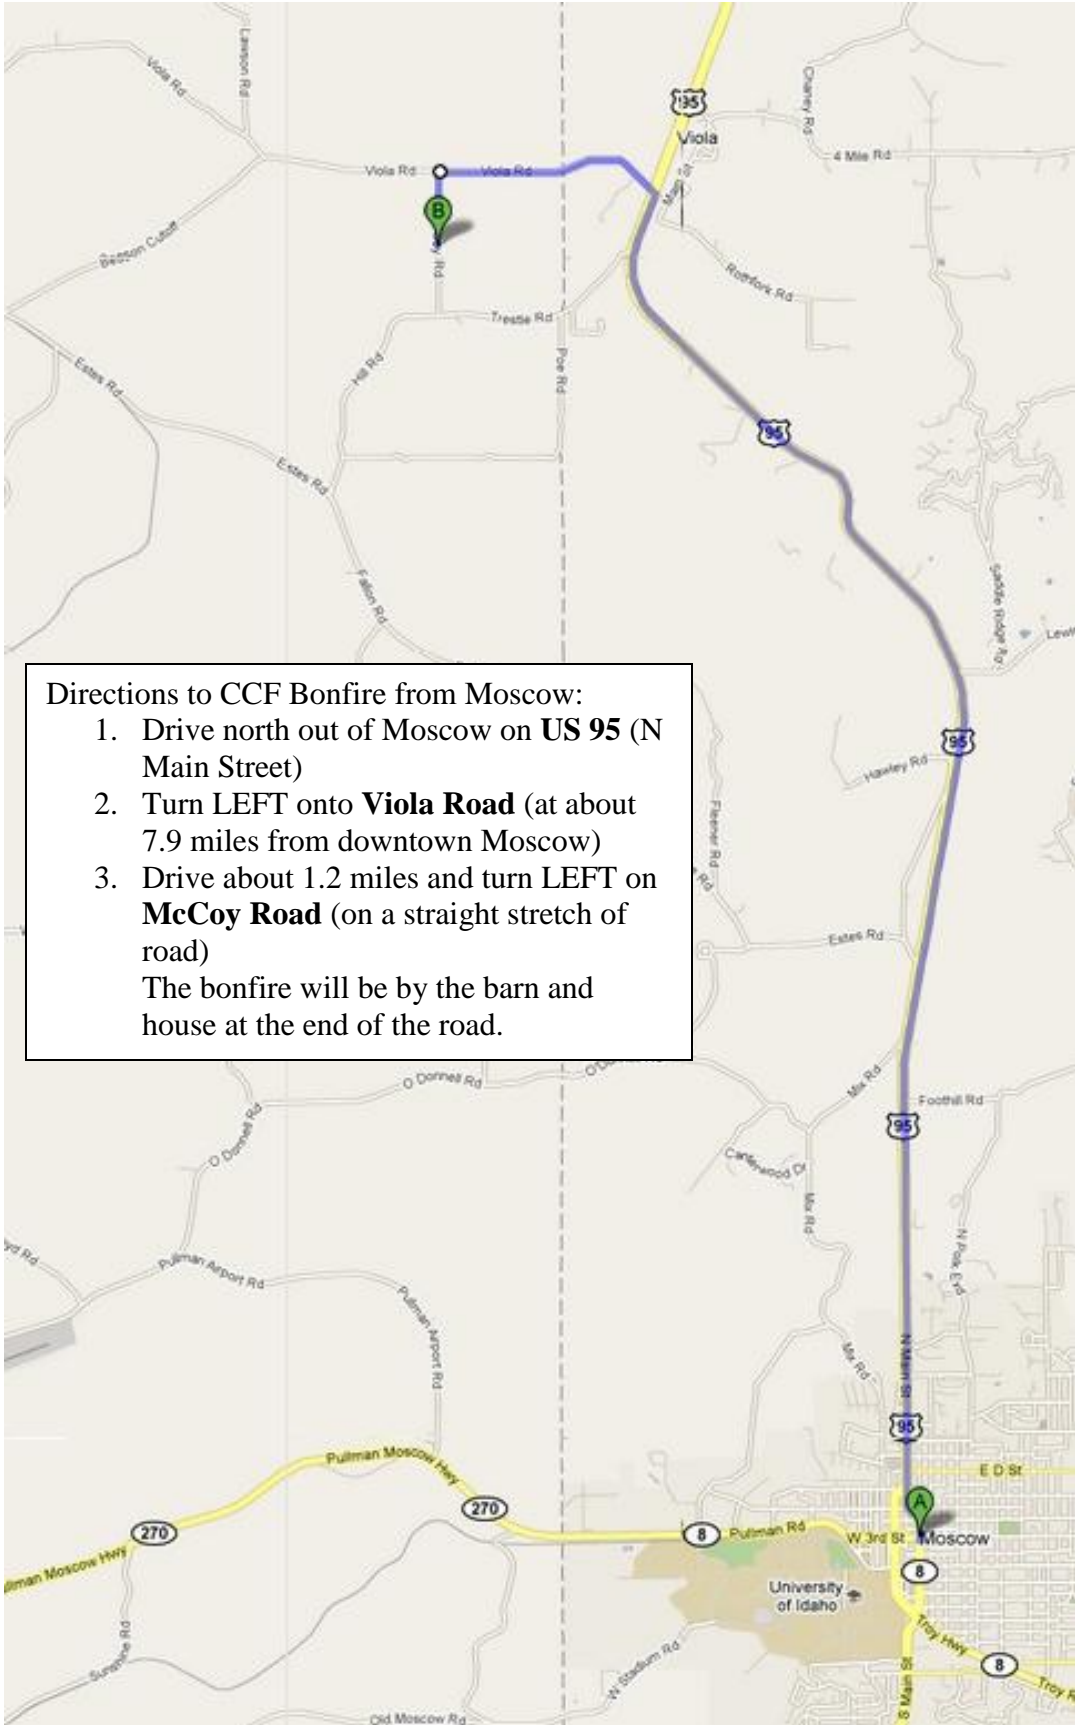 Lawson Rd
Viola Rd
95
Viola
Chaney Rd
4 Mile Rd
Viola Rd
Viola Rd
Main St
B
Rd
Rothfork Rd
Trestle Rd
Estes Rd
Hill Rd
Poe Rd
95
Estes Rd
Fallon Rd
Saddle Ridge Rd
Directions to CCF Bonfire from Moscow:
1. Drive north out of Moscow on US 95 (N
Main Street)
2. Turn LEFT onto Viola Road (at about
7.9 miles from downtown Moscow)
3. Drive about 1.2 miles and turn LEFT on
McCoy Road (on a straight stretch of
road)
The bonfire will be by the barn and
house at the end of the road.
95
Hawley Rd
Fleener Rd
Rd
Estes Rd
O Donnell Rd
Mix Rd
Foothill Rd
95
O Donnell Rd
Canterwood Dr
Mix Rd
N Polk Ext
Pullman Airport Rd
Pullman Airport Rd
Mix Rd
N Main St
95
Pullman Moscow Hwy
E D St
270
A
270
8
Pullman Rd
W 3rd St
Moscow
8
Moscow Hwy
University
of Idaho
Troy Hwy
Sunshine Rd
W Stadium Rd
8
S Main St
Old Moscow Rd